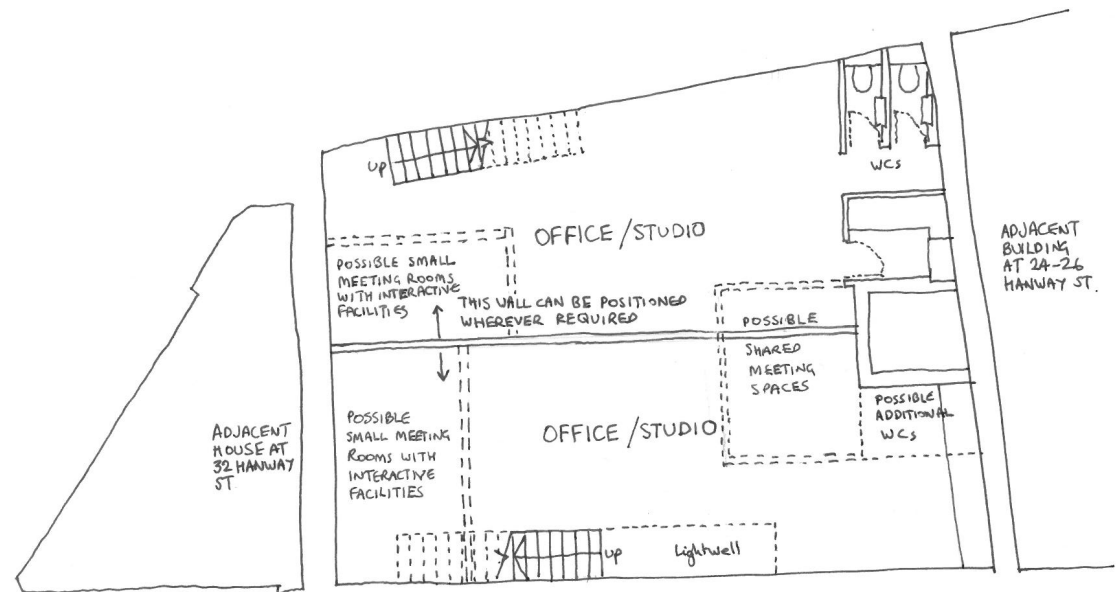 UP
WCs
OFFICE/STUDIO
ADJACENT
BUILDING
AT 24-26
HANWAY ST.
POSSIBLE SMALL
MEETING ROOMS
WITH INTERACTIVE
FACILITIES
THIS WALL CAN BE POSITIONED
WHEREVER REQUIRED
POSSIBLE
SHARED
MEETING
SPACES
POSSIBLE
ADDITIONAL
WCs
ADJACENT
HOUSE AT
32 HANWAY
ST
POSSIBLE
SMALL MEETING
ROOMS WITH
INTERACTIVE
FACILITIES
OFFICE/STUDIO
UP
Lightwell